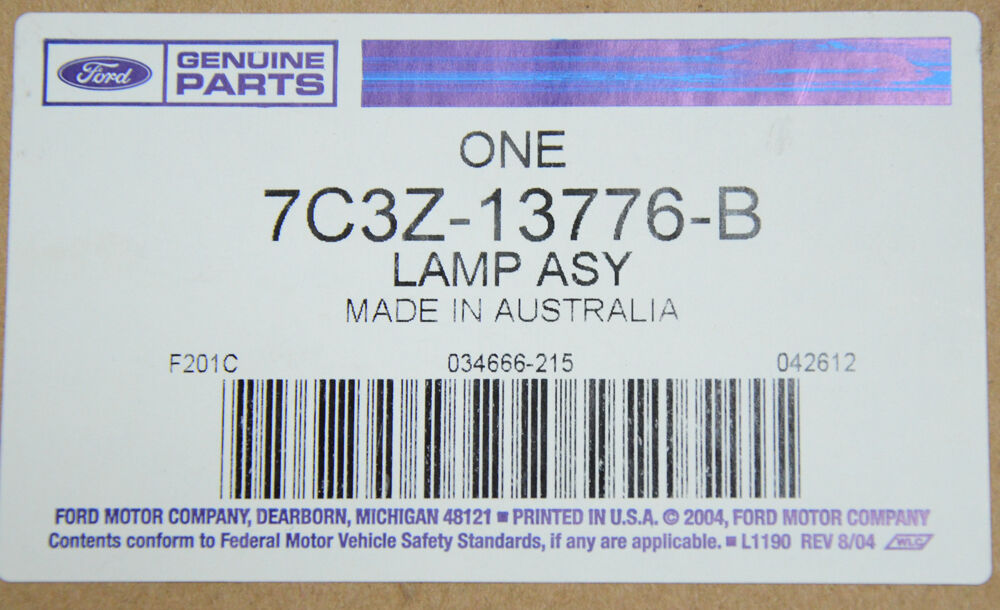 Ford
GENUINE
PARTS
ONE
7C3Z-13776-B
LAMP ASY
MADE IN AUSTRALIA
F201C 034666-215 042612
FORD MOTOR COMPANY, DEARBORN, MICHIGAN 48121 ■ PRINTED IN U.S.A. © 2004, FORD MOTOR COMPANY
Contents conform to Federal Motor Vehicle Safety Standards, if any are applicable. ■ L1190 REV 8/04 WLC